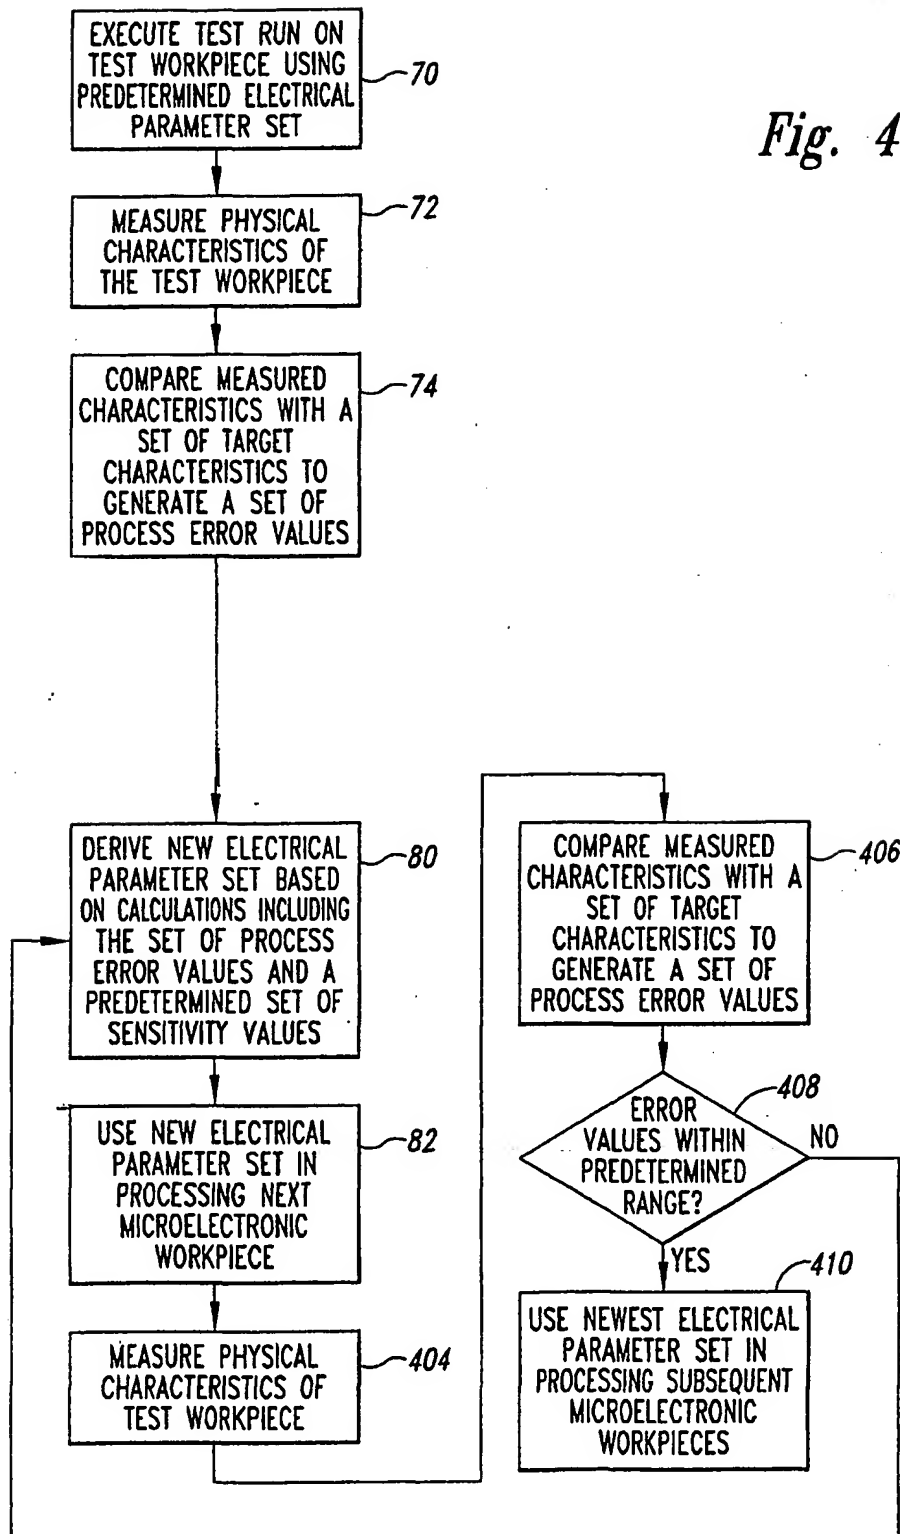 EXECUTE TEST RUN ON
TEST WORKPIECE USING
PREDETERMINED ELECTRICAL
PARAMETER SET
70
Fig. 4
MEASURE PHYSICAL
CHARACTERISTICS OF
THE TEST WORKPIECE
72
COMPARE MEASURED
CHARACTERISTICS WITH A
SET OF TARGET
CHARACTERISTICS TO
GENERATE A SET OF
PROCESS ERROR VALUES
74
DERIVE NEW ELECTRICAL
PARAMETER SET BASED
ON CALCULATIONS INCLUDING
THE SET OF PROCESS
ERROR VALUES AND A
PREDETERMINED SET OF
SENSITIVITY VALUES
80
USE NEW ELECTRICAL
PARAMETER SET IN
PROCESSING NEXT
MICROELECTRONIC
WORKPIECE
82
MEASURE PHYSICAL
CHARACTERISTICS OF
TEST WORKPIECE
404
COMPARE MEASURED
CHARACTERISTICS WITH A
SET OF TARGET
CHARACTERISTICS TO
GENERATE A SET OF
PROCESS ERROR VALUES
406
ERROR
VALUES WITHIN
PREDETERMINED
RANGE?
408
NO
YES
410
USE NEWEST ELECTRICAL
PARAMETER SET IN
PROCESSING SUBSEQUENT
MICROELECTRONIC
WORKPIECES